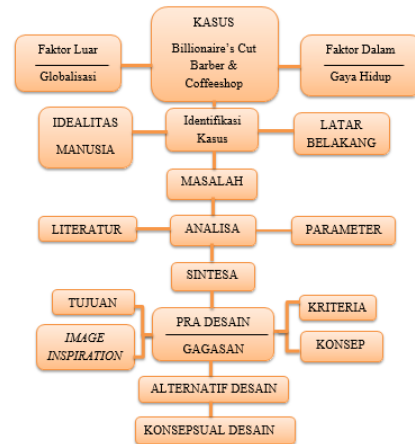 KASUS
Billionaire's Cut
Barber &
Coffeeshop
Faktor Luar
Globalisasi
Faktor Dalam
Gaya Hidup
IDEALITAS
MANUSIA
Identifikasi
Kasus
LATAR
BELAKANG
MASALAH
LITERATUR
ANALISA
PARAMETER
SINTESA
TUJUAN
IMAGE
INSPIRATION
PRA DESAIN
GAGASAN
KRITERIA
KONSEP
ALTERNATIF DESAIN
KONSEPSUAL DESAIN